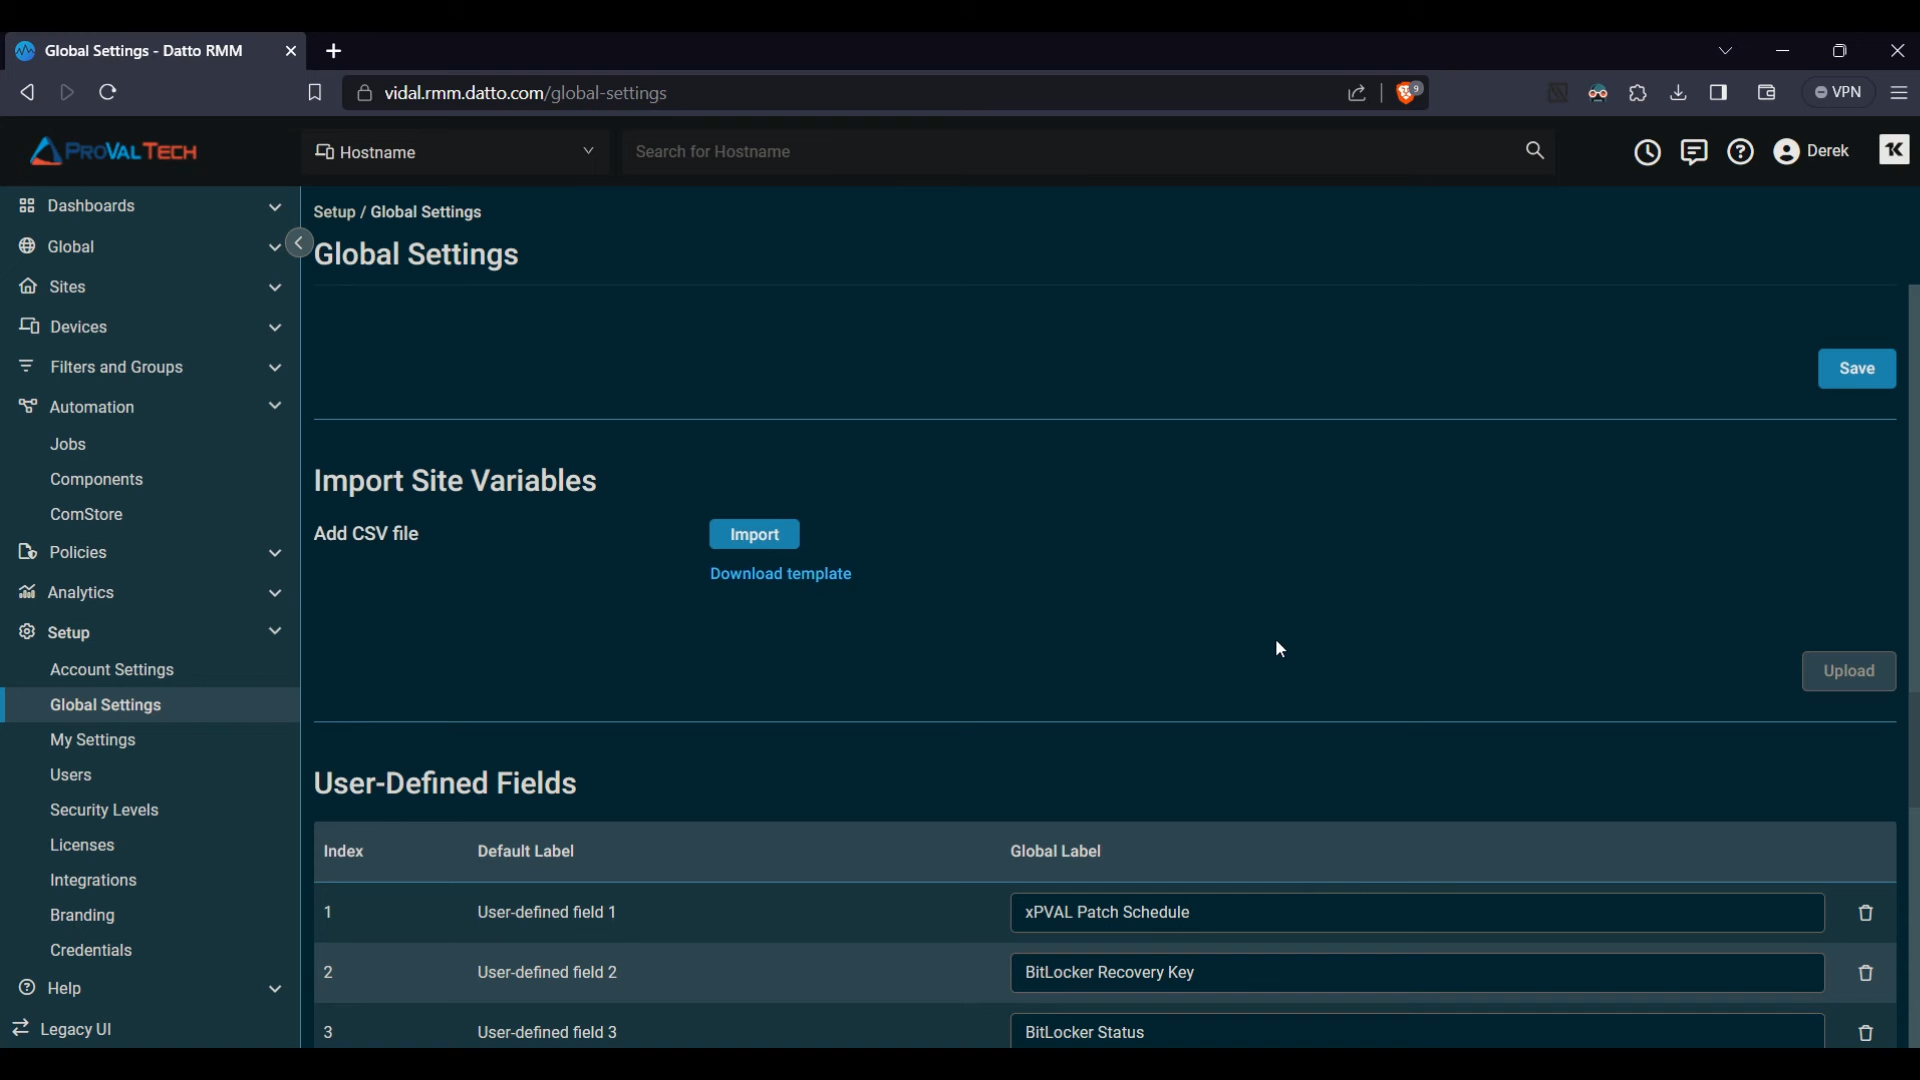 Global Settings - Datto RMM
vidal.rmm.datto.com/global-settings
9
VPN
PROVALTECH
Hostname
Search for Hostname
Derek
K
Dashboards
Global
Sites
Devices
Filters and Groups
Automation
Jobs
Components
ComStore
Policies
Analytics
Setup
Account Settings
Global Settings
My Settings
Users
Security Levels
Licenses
Integrations
Branding
Credentials
Help
Legacy UI
Setup / Global Settings
Global Settings
Save
Import Site Variables
Add CSV file
Import
Download template
Upload
User-Defined Fields
Index Default Label Global Label
1 User-defined field 1 xPVAL Patch Schedule
2 User-defined field 2 BitLocker Recovery Key
3 User-defined field 3 BitLocker Status